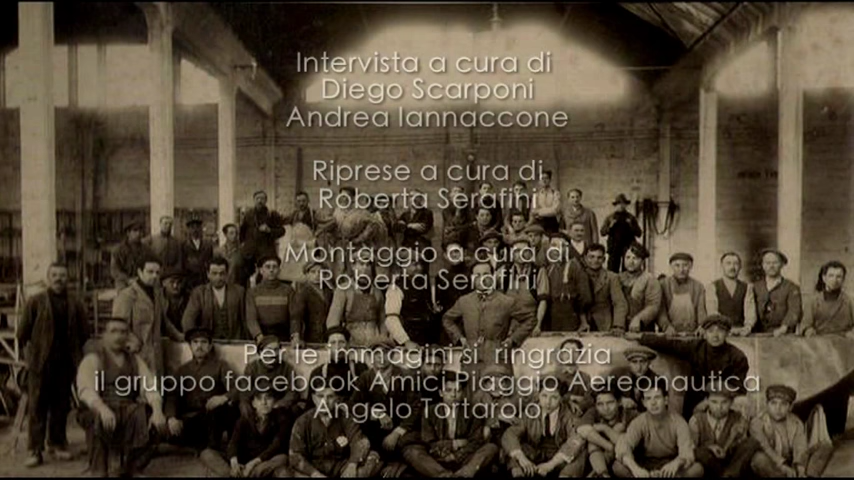 Intervista a cura di
Diego Scarponi
Andrea Iannaccone
Riprese a cura di
Roberta Serafini
Montaggio a cura di
Roberta Serafini
Per le immagini si ringrazia
il gruppo facebook Amici Piaggio Aereonautica
Angelo Tortarolo